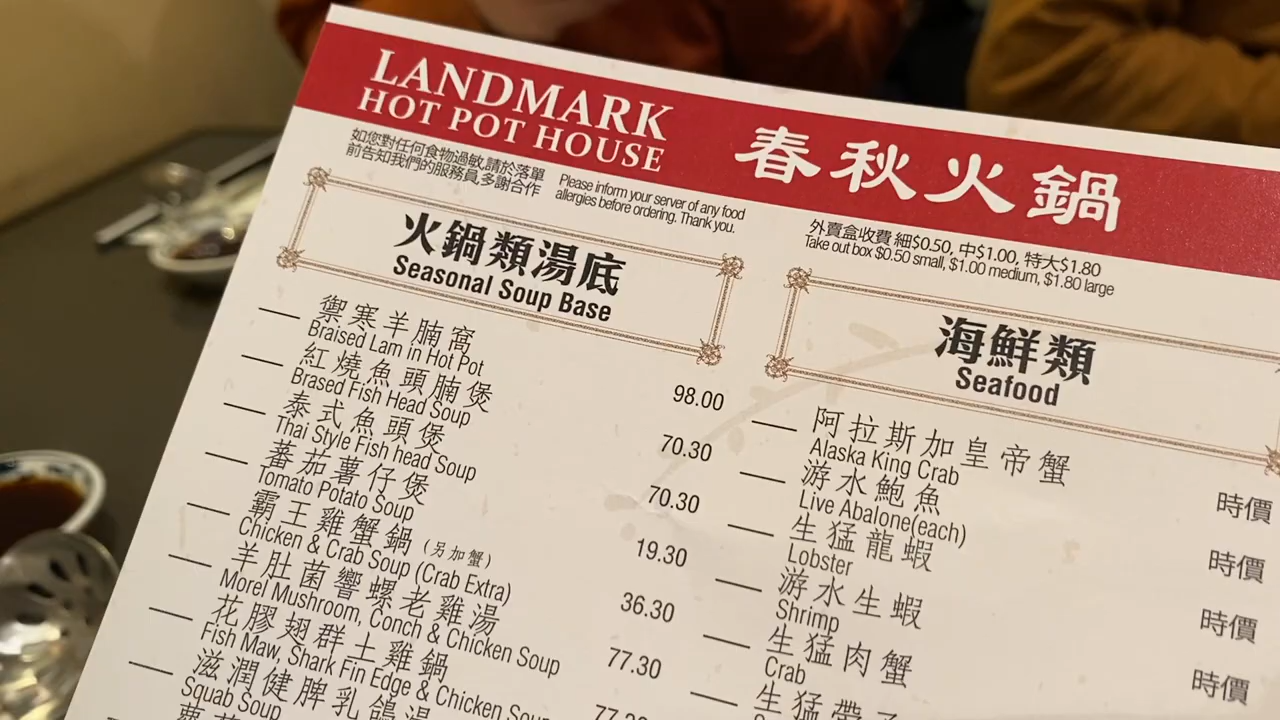 LANDMARK
HOT POT HOUSE
春秋火鍋
如您對任何食物過敏,請於落單
前告知我們的服務員,多謝合作
Please inform your server of any food
allergies before ordering. Thank you.
外賣盒收費 細$0.50, 中$1.00, 特大$1.80
Take out box $0.50 small, $1.00 medium, $1.80 large
火鍋類湯底
Seasonal Soup Base
禦寒羊腩窩
Braised Lam in Hot Pot
98.00
紅燒魚頭腩煲
Brased Fish Head Soup
70.30
泰式魚頭煲
Thai Style Fish head Soup
70.30
蕃茄薯仔煲
Tomato Potato Soup
19.30
霸王雞蟹鍋 (另加蟹)
Chicken & Crab Soup (Crab Extra)
36.30
羊肚菌響螺老雞湯
Morel Mushroom, Conch & Chicken Soup
77.30
花膠翅群土雞鍋
Fish Maw, Shark Fin Edge & Chicken Soup
滋潤健脾乳鴿湯
Squab Soup
海鮮類
Seafood
阿拉斯加皇帝蟹
Alaska King Crab
時價
游水鮑魚
Live Abalone(each)
時價
生猛龍蝦
Lobster
時價
游水生蝦
Shrimp
時價
生猛肉蟹
Crab
生猛帶子